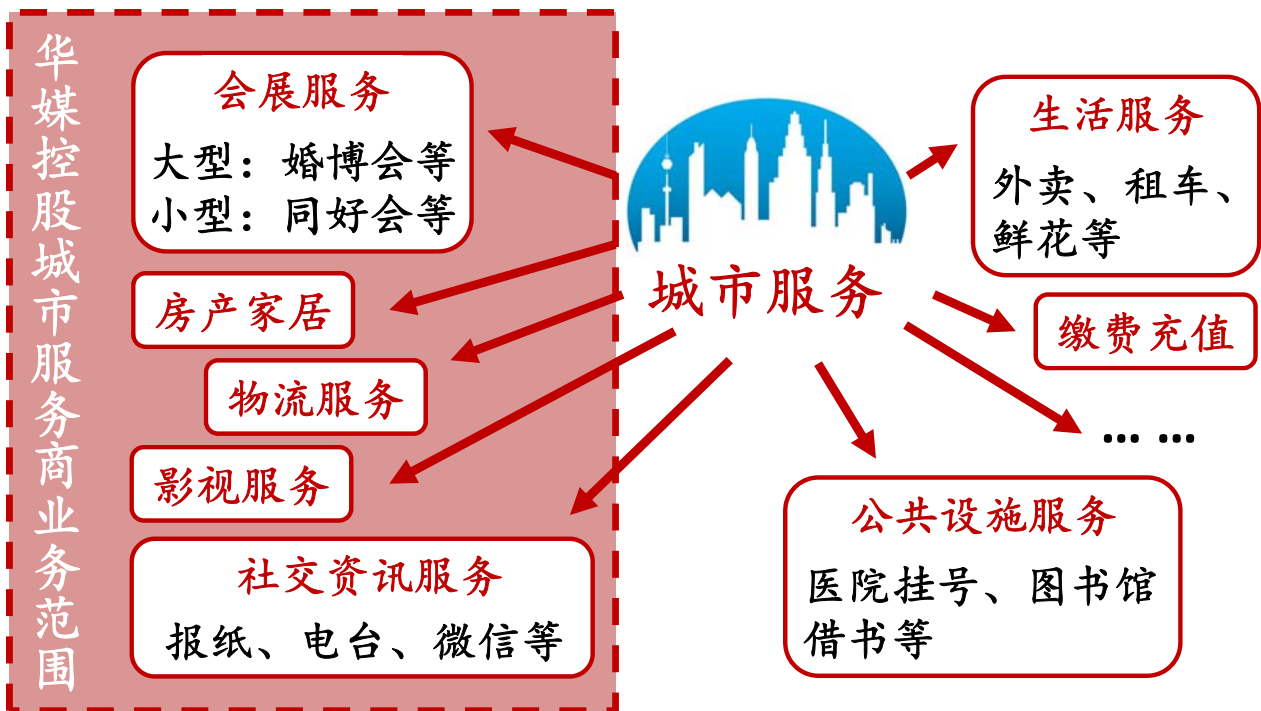 华媒控股城市服务商业务范围
会展服务
大型：婚博会等
小型：同好会等
房产家居
物流服务
影视服务
社交资讯服务
报纸、电台、微信等
城市服务
生活服务
外卖、租车、
鲜花等
缴费充值
... ...
公共设施服务
医院挂号、图书馆
借书等